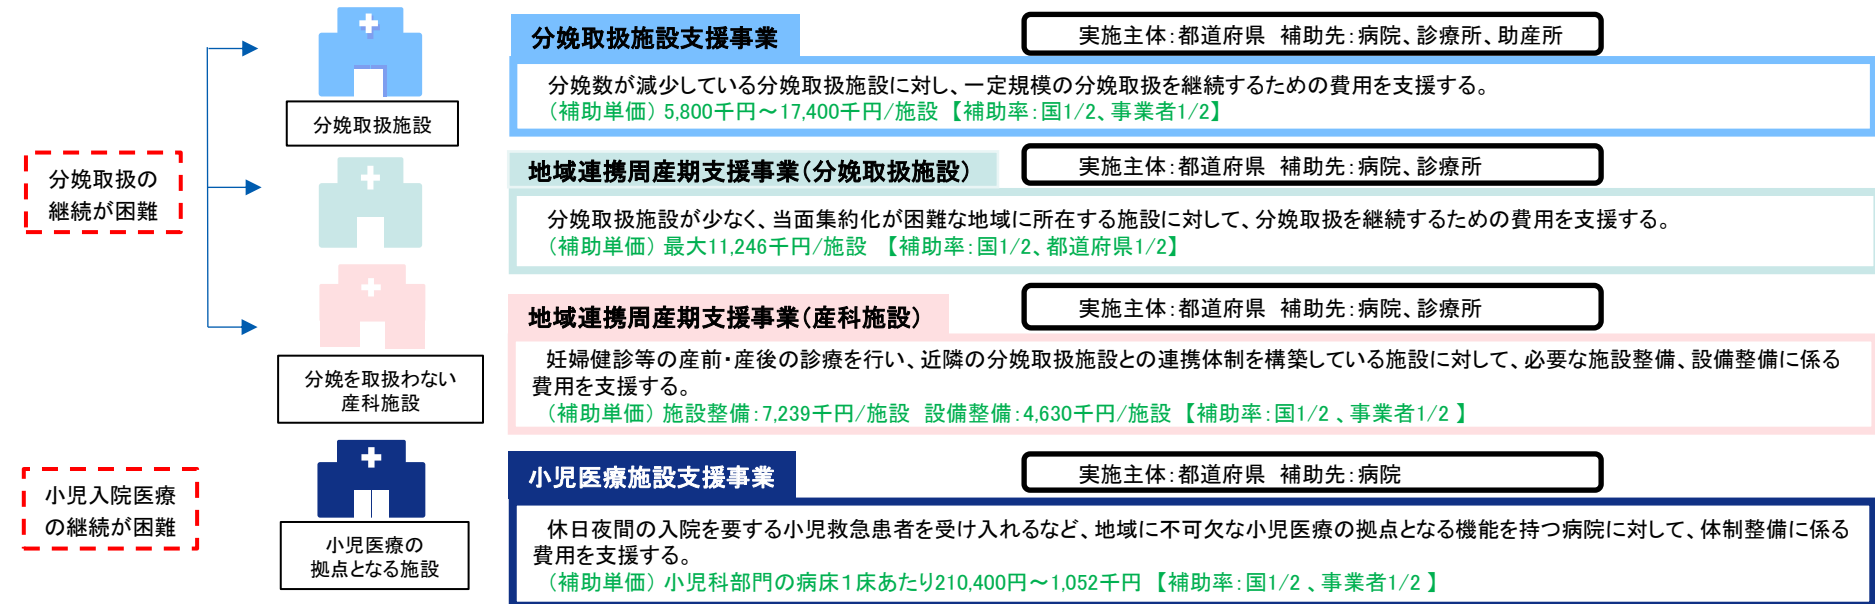 分娩取扱の
継続が困難
分娩取扱施設
分娩取扱施設支援事業
実施主体:都道府県 補助先:病院、診療所、助産所
分娩数が減少している分娩取扱施設に対し、一定規模の分娩取扱を継続するための費用を支援する。
(補助単価) 5,800千円~17,400千円/施設 【補助率:国1/2、事業者1/2】
地域連携周産期支援事業(分娩取扱施設)
実施主体:都道府県 補助先:病院、診療所
分娩取扱施設が少なく、当面集約化が困難な地域に所在する施設に対して、分娩取扱を継続するための費用を支援する。
(補助単価) 最大11,246千円/施設 【補助率:国1/2、都道府県1/2】
分娩を取扱わない
産科施設
地域連携周産期支援事業(産科施設)
実施主体:都道府県 補助先:病院、診療所
妊婦健診等の産前・産後の診療を行い、近隣の分娩取扱施設との連携体制を構築している施設に対して、必要な施設整備、設備整備に係る
費用を支援する。
(補助単価) 施設整備:7,239千円/施設 設備整備:4,630千円/施設 【補助率:国1/2 、事業者1/2 】
小児入院医療
の継続が困難
小児医療の
拠点となる施設
小児医療施設支援事業
実施主体:都道府県 補助先:病院
休日夜間の入院を要する小児救急患者を受け入れるなど、地域に不可欠な小児医療の拠点となる機能を持つ病院に対して、体制整備に係る
費用を支援する。
(補助単価) 小児科部門の病床1床あたり210,400円~1,052千円 【補助率:国1/2 、事業者1/2 】